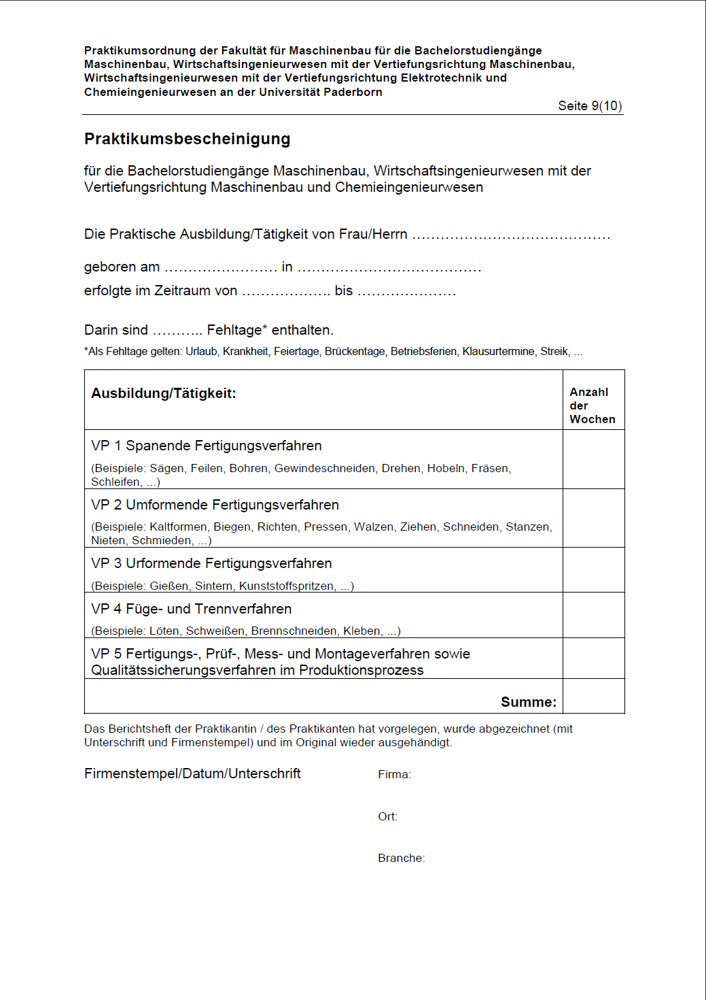 Praktikumsordnung der Fakultät für Maschinenbau für die Bachelorstudiengänge
Maschinenbau, Wirtschaftsingenieurwesen mit der Vertiefungsrichtung Maschinenbau,
Wirtschaftsingenieurwesen mit der Vertiefungsrichtung Elektrotechnik und
Chemieingenieurwesen an der Universität Paderborn
Seite 9(10)
Praktikumsbescheinigung
für die Bachelorstudiengänge Maschinenbau, Wirtschaftsingenieurwesen mit der
Vertiefungsrichtung Maschinenbau und Chemieingenieurwesen
Die Praktische Ausbildung/Tätigkeit von Frau/Herrn ……………………………………
geboren am …………………… in …………………………………
erfolgte im Zeitraum von ………………. bis …………………
Darin sind ……….. Fehltage* enthalten.
*Als Fehltage gelten: Urlaub, Krankheit, Feiertage, Brückentage, Betriebsferien, Klausurtermine, Streik, ...
Ausbildung/Tätigkeit:
Anzahl
der
Wochen
VP 1 Spanende Fertigungsverfahren
(Beispiele: Sägen, Feilen, Bohren, Gewindeschneiden, Drehen, Hobeln, Fräsen,
Schleifen, ...)
VP 2 Umformende Fertigungsverfahren
(Beispiele: Kaltformen, Biegen, Richten, Pressen, Walzen, Ziehen, Schneiden, Stanzen,
Nieten, Schmieden, ...)
VP 3 Urformende Fertigungsverfahren
(Beispiele: Gießen, Sintern, Kunststoffspritzen, ...)
VP 4 Füge- und Trennverfahren
(Beispiele: Löten, Schweißen, Brennschneiden, Kleben, ...)
VP 5 Fertigungs-, Prüf-, Mess- und Montageverfahren sowie
Qualitätssicherungsverfahren im Produktionsprozess
Summe:
Das Berichtsheft der Praktikantin / des Praktikanten hat vorgelegen, wurde abgezeichnet (mit
Unterschrift und Firmenstempel) und im Original wieder ausgehändigt.
Firmenstempel/Datum/Unterschrift
Firma:
Ort:
Branche: